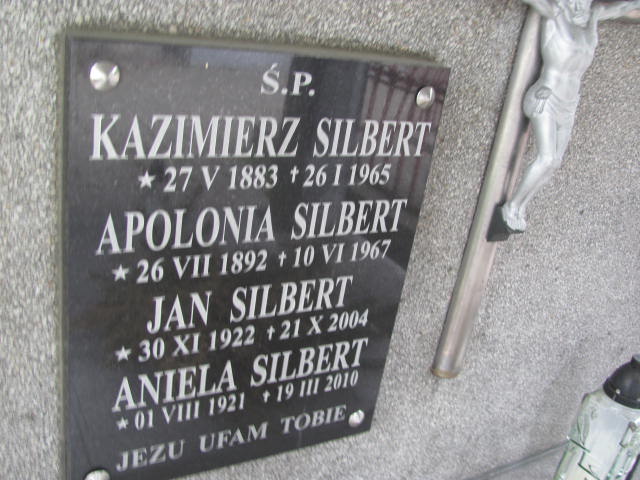 Ś.P.
KAZIMIERZ SILBERT
★ 27 V 1883 ✝ 26 I 1965
APOLONIA SILBERT
★ 26 VII 1892 ✝ 10 VI 1967
JAN SILBERT
★ 30 XI 1922 ✝ 21 X 2004
ANIELA SILBERT
★ 01 VIII 1921 ✝ 19 III 2010
JEZU UFAM TOBIE